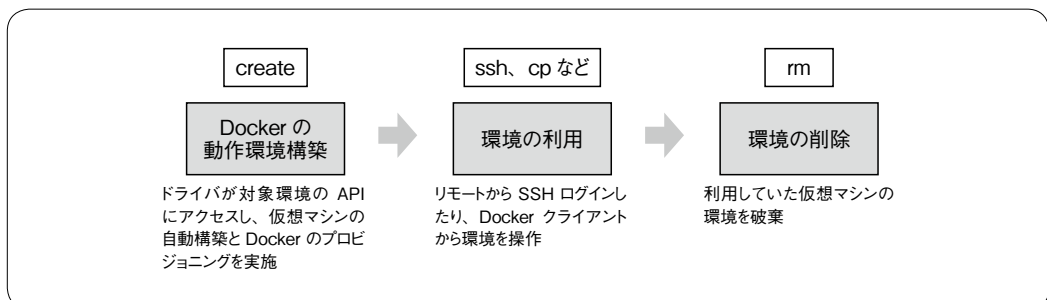 create
Docker の
動作環境構築
ドライバが対象環境の API
にアクセスし、仮想マシンの
自動構築と Docker のプロビ
ジョニングを実施
ssh、cp など
環境の利用
リモートから SSH ログインし
たり、Docker クライアント
から環境を操作
rm
環境の削除
利用していた仮想マシンの
環境を破棄